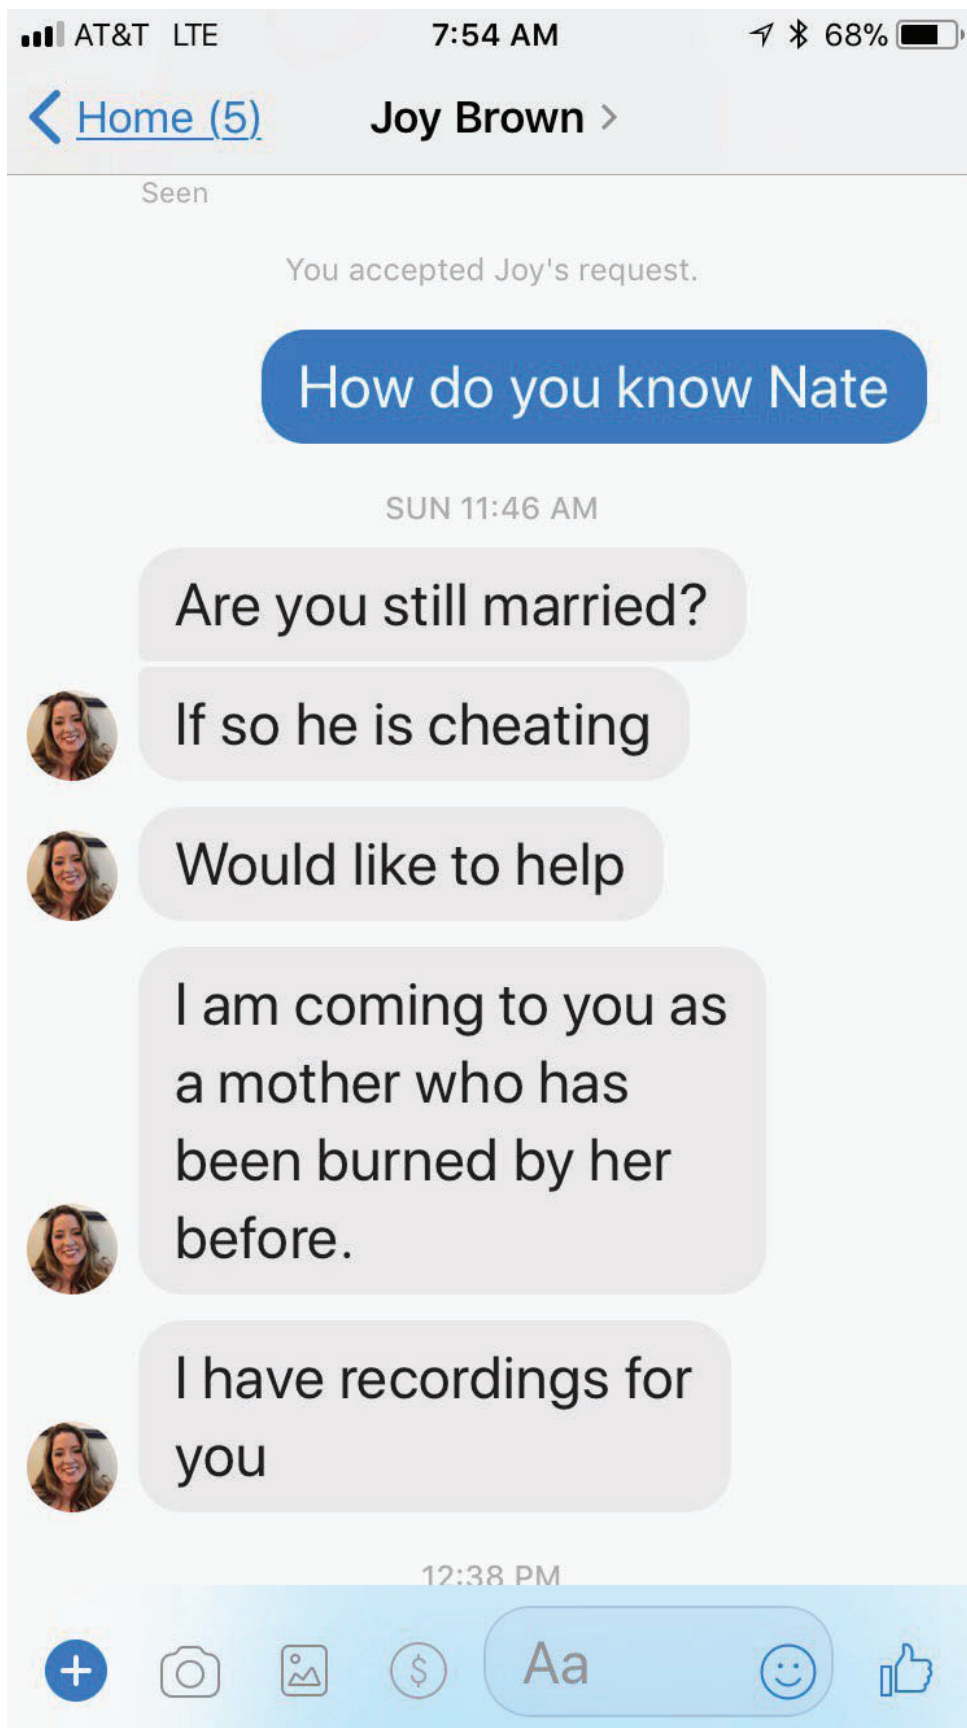 AT&T LTE 7:54 AM 68%
Home (5) Joy Brown
Seen
You accepted Joy's request.
How do you know Nate
SUN 11:46 AM
Are you still married?
If so he is cheating
Would like to help
I am coming to you as
a mother who has
been burned by her
before.
I have recordings for
you
12:38 PM
$ Aa